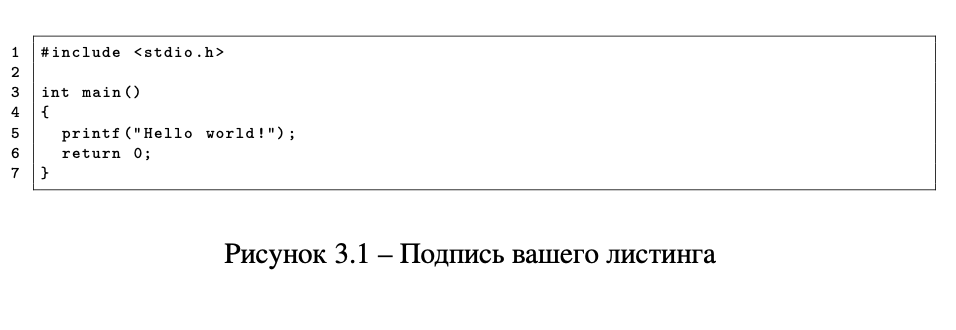 1 #include <stdio.h>
2
3 int main()
4 {
5   printf("Hello world!");
6   return 0;
7 }
Рисунок 3.1 – Подпись вашего листинга